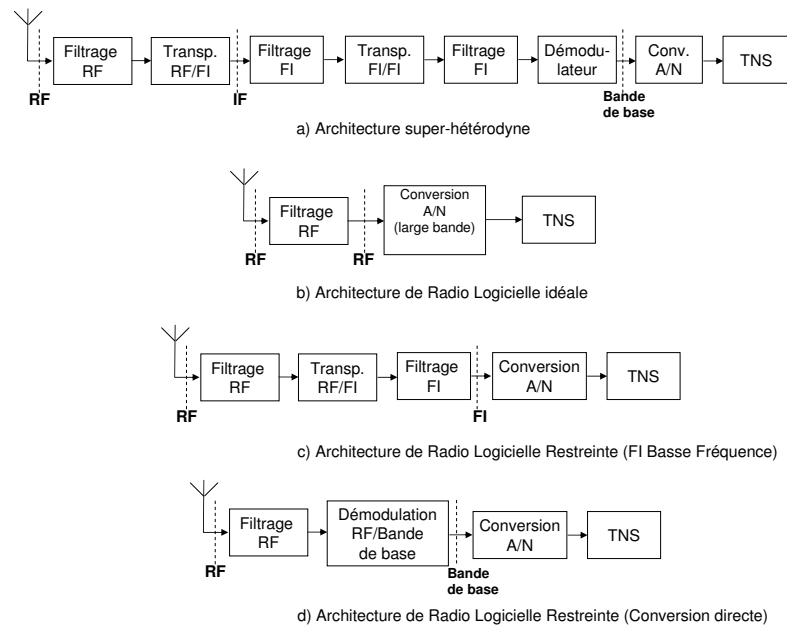 Filtrage
RF
Transp.
RF/FI
Filtrage
FI
Transp.
FI/FI
Filtrage
FI
Démodu-
lateur
Conv.
A/N
TNS
RF
IF
Bande
de base
a) Architecture super-hétérodyne
Filtrage
RF
Conversion
A/N
(large bande)
TNS
RF
RF
b) Architecture de Radio Logicielle idéale
Filtrage
RF
Transp.
RF/FI
Filtrage
FI
Conversion
A/N
TNS
RF
FI
c) Architecture de Radio Logicielle Restreinte (FI Basse Fréquence)
Filtrage
RF
Démodulation
RF/Bande
de base
Conversion
A/N
TNS
RF
Bande
de base
d) Architecture de Radio Logicielle Restreinte (Conversion directe)